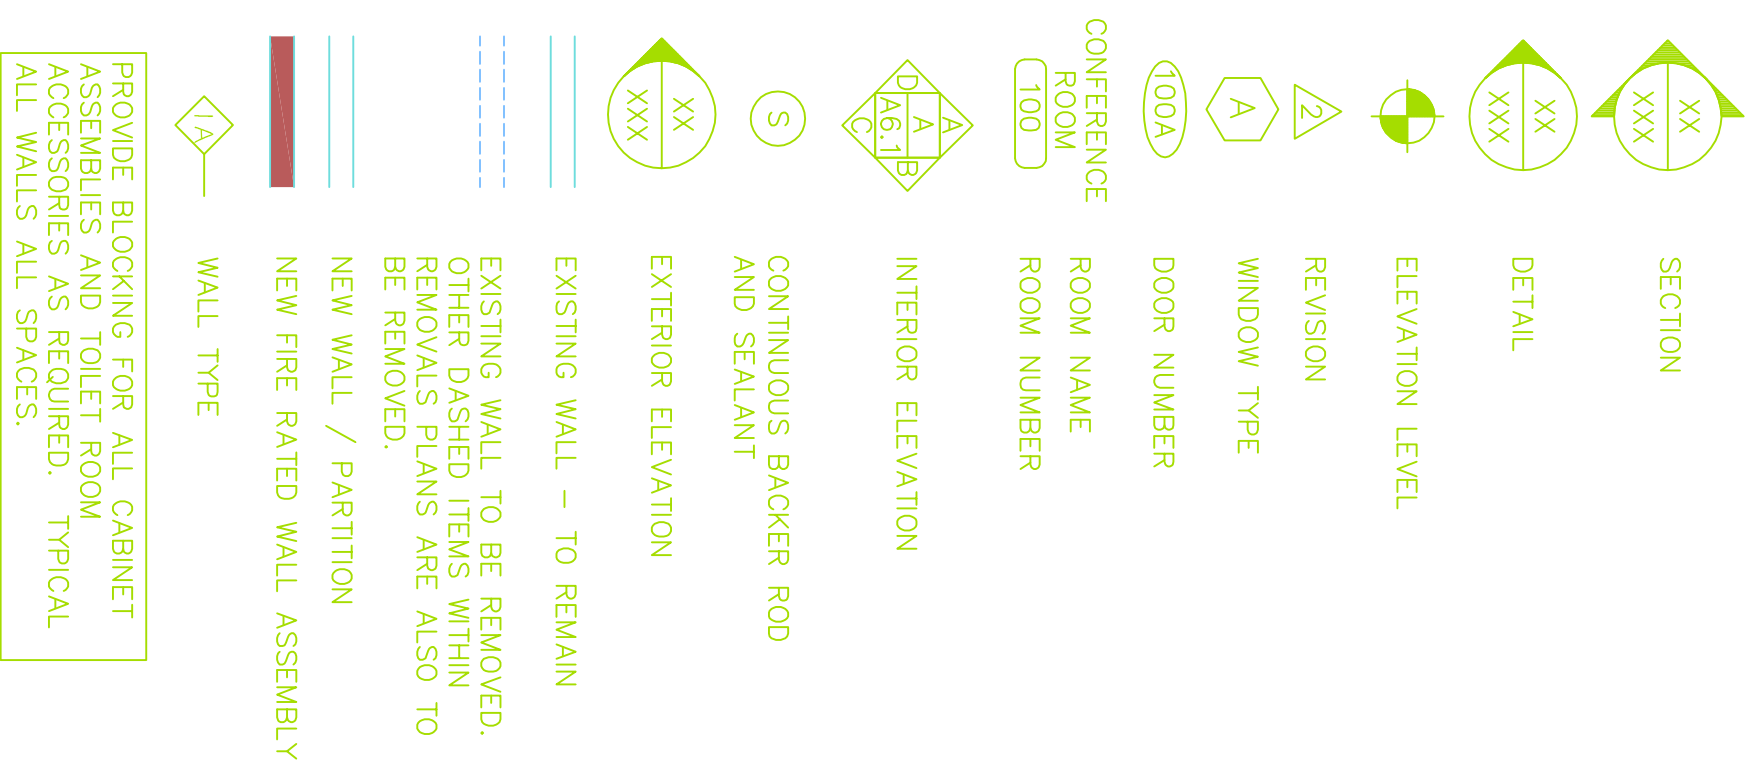 XX
XXX
SECTION
XX
XXX
DETAIL
ELEVATION LEVEL
2
REVISION
A
WINDOW TYPE
100A
DOOR NUMBER
CONFERENCE
ROOM
100
ROOM NAME
ROOM NUMBER
A
D
A
B
A6.1
C
INTERIOR ELEVATION
S
CONTINUOUS BACKER ROD
AND SEALANT
XX
XXX
EXTERIOR ELEVATION
EXISTING WALL - TO REMAIN
EXISTING WALL TO BE REMOVED.
OTHER DASHED ITEMS WITHIN
REMOVALS PLANS ARE ALSO TO
BE REMOVED.
NEW WALL / PARTITION
NEW FIRE RATED WALL ASSEMBLY
/A
WALL TYPE
PROVIDE BLOCKING FOR ALL CABINET
ASSEMBLIES AND TOILET ROOM
ACCESSORIES AS REQUIRED. TYPICAL
ALL WALLS ALL SPACES.